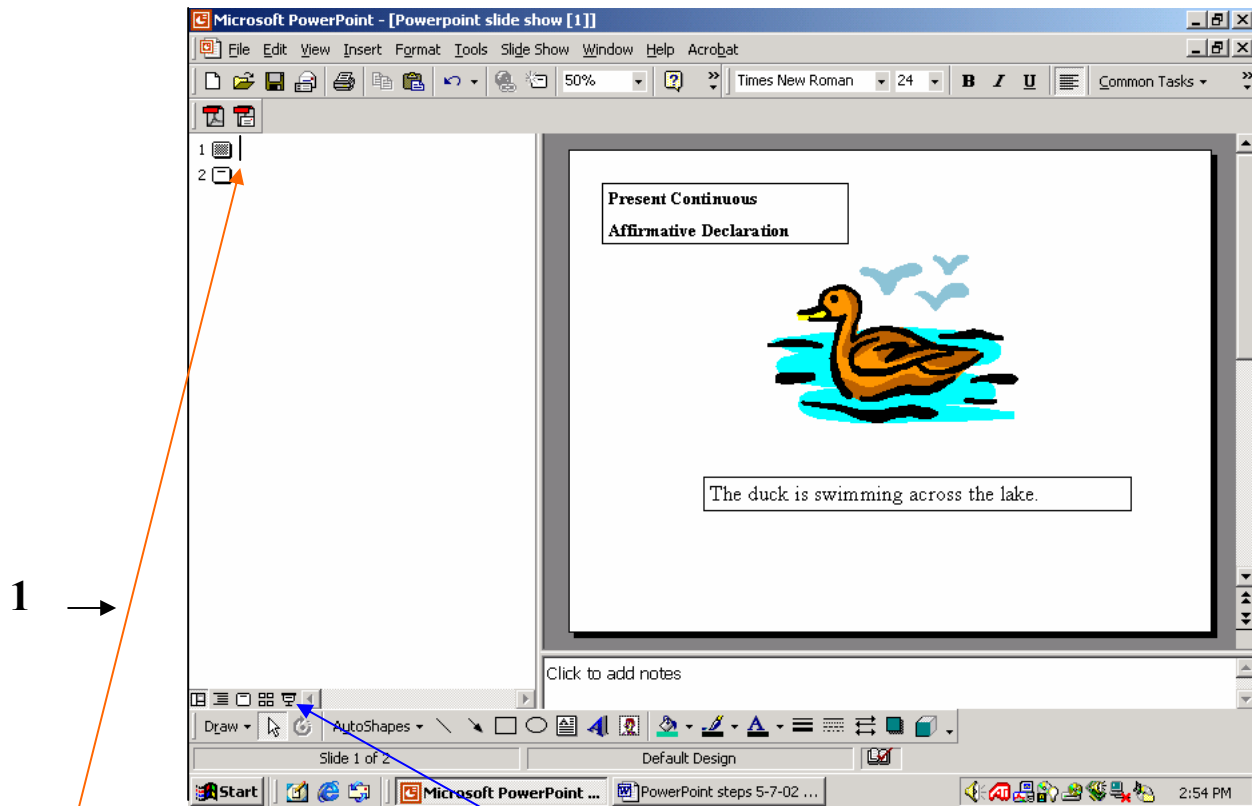 Microsoft PowerPoint - [Powerpoint slide show [1]]
File Edit View Insert Format Tools Slide Show Window Help Acrobat
50% Times New Roman 24 B I U Common Tasks
1
2
Present Continuous
Affirmative Declaration
The duck is swimming across the lake.
1
Click to add notes
Draw AutoShapes
Slide 1 of 2 Default Design
Start Microsoft PowerPoint ... PowerPoint steps 5-7-02 ... 2:54 PM